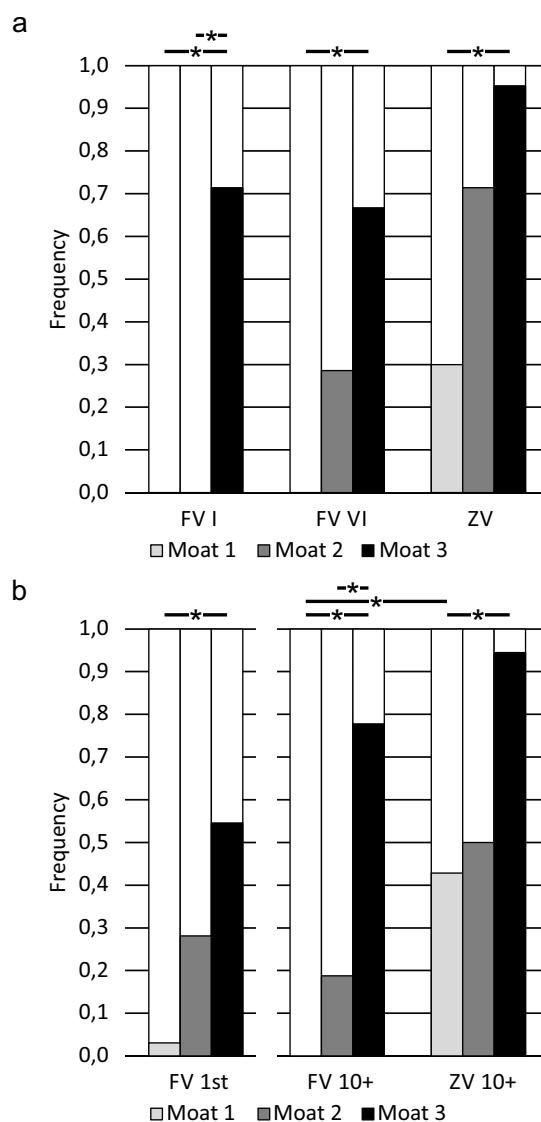 a
*
* * *
1,0
0,9
0,8
0,7
0,6
0,5
0,4
0,3
0,2
0,1
0,0
Frequency
FV I FV VI ZV
Moat 1 Moat 2 Moat 3
b
*
*
* * *
1,0
0,9
0,8
0,7
0,6
0,5
0,4
0,3
0,2
0,1
0,0
Frequency
FV 1st FV 10+ ZV 10+
Moat 1 Moat 2 Moat 3